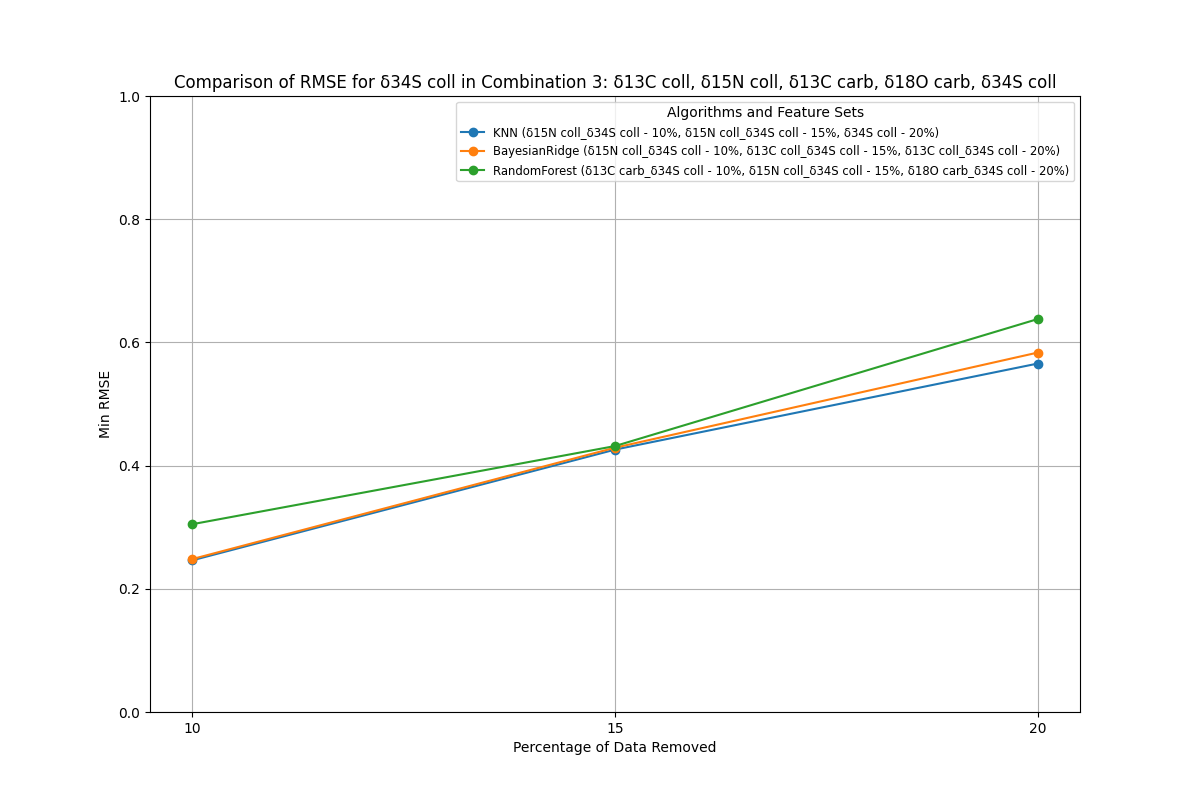 Comparison of RMSE for δ34S coll in Combination 3: δ13C coll, δ15N coll, δ13C carb, δ18O carb, δ34S coll
Algorithms and Feature Sets
KNN (δ15N coll_δ34S coll - 10%, δ15N coll_δ34S coll - 15%, δ34S coll - 20%)
BayesianRidge (δ15N coll_δ34S coll - 10%, δ13C coll_δ34S coll - 15%, δ13C coll_δ34S coll - 20%)
RandomForest (δ13C carb_δ34S coll - 10%, δ15N coll_δ34S coll - 15%, δ18O carb_δ34S coll - 20%)
1.0
0.8
0.6
0.4
0.2
0.0
Min RMSE
10 15 20
Percentage of Data Removed